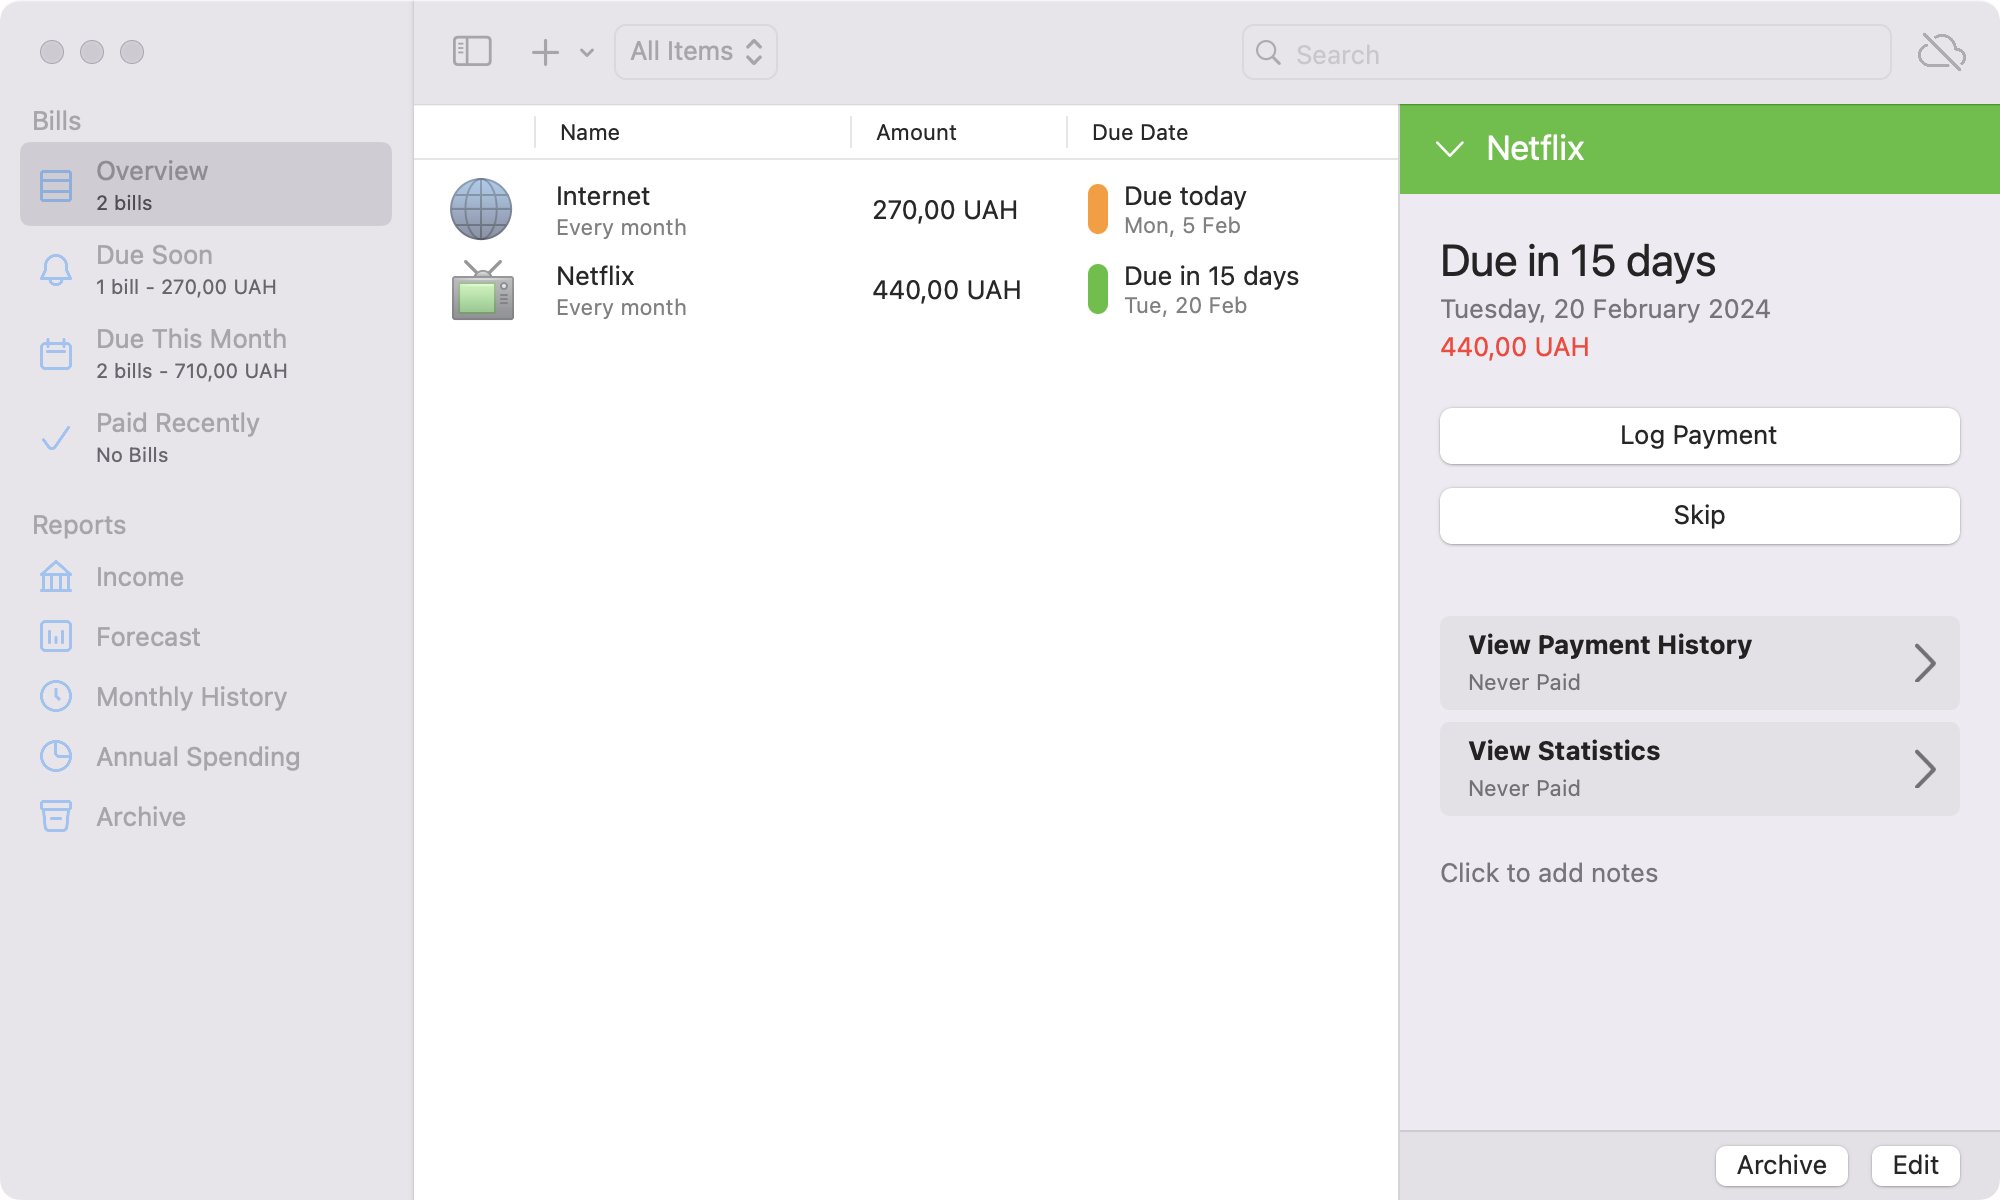 Bills
Overview
2 bills
Due Soon
1 bill - 270,00 UAH
Due This Month
2 bills - 710,00 UAH
Paid Recently
No Bills
Reports
Income
Forecast
Monthly History
Annual Spending
Archive
All Items
Search
Name
Amount
Due Date
Internet
Every month
270,00 UAH
Due today
Mon, 5 Feb
Netflix
Every month
440,00 UAH
Due in 15 days
Tue, 20 Feb
Netflix
Due in 15 days
Tuesday, 20 February 2024
440,00 UAH
Log Payment
Skip
View Payment History
Never Paid
View Statistics
Never Paid
Click to add notes
Archive
Edit